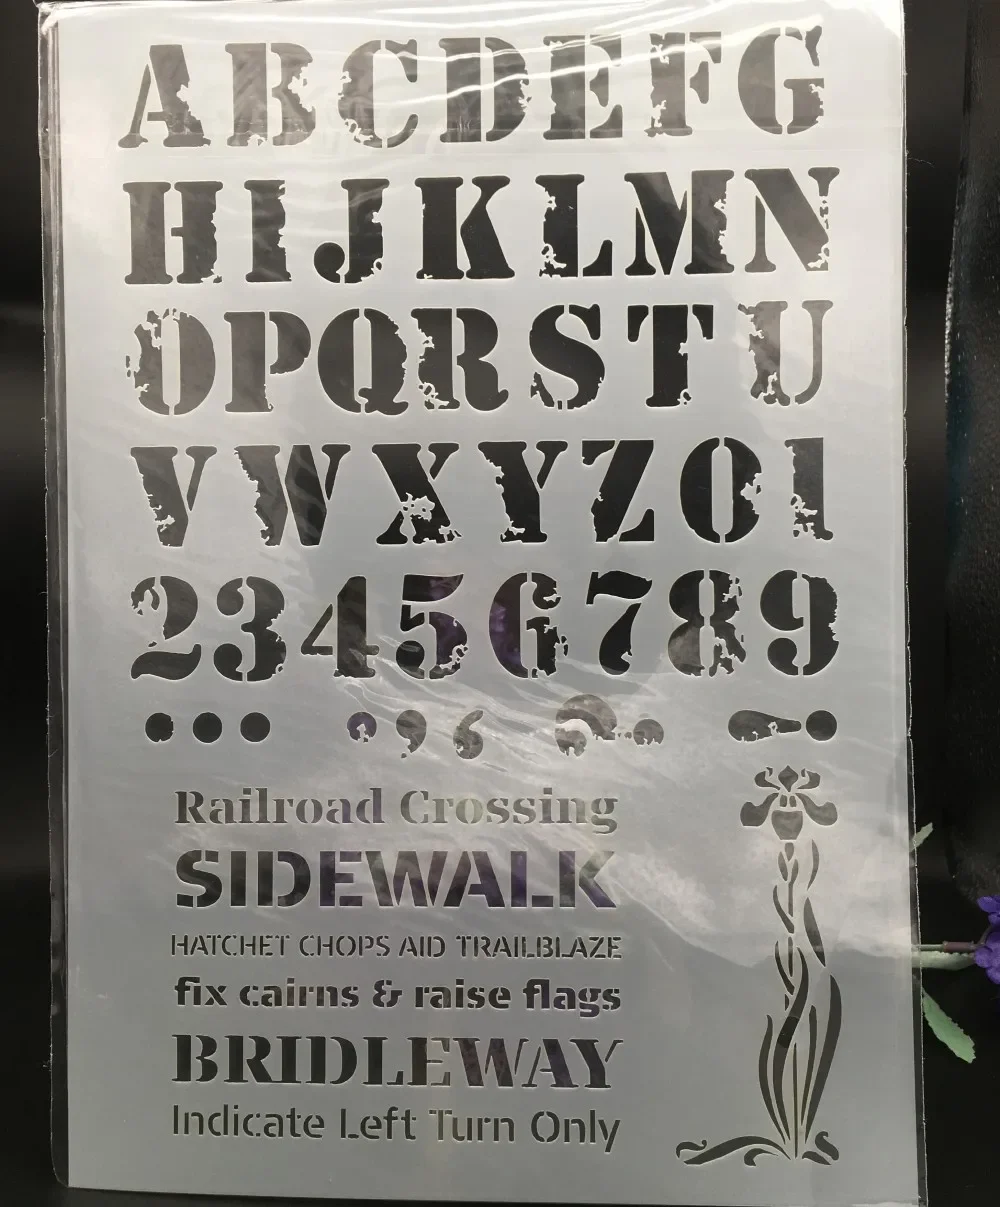 ABCDEFG
HIJKLMN
OPQRSTU
VWXYZ01
23456789
... . , ‘ ? . !
Railroad Crossing
SIDEWALK
HATCHET CHOPS AID TRAILBLAZE
fix cairns & raise flags
BRIDLEWAY
Indicate Left Turn Only